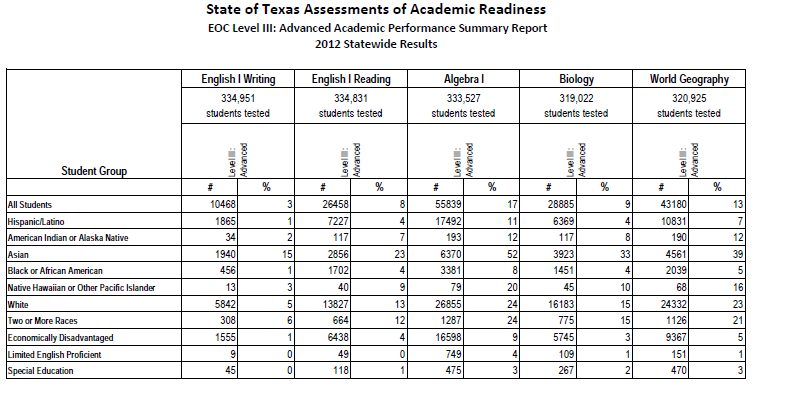 State of Texas Assessments of Academic Readiness
EOC Level III: Advanced Academic Performance Summary Report
2012 Statewide Results
English I Writing English I Reading Algebra I Biology World Geography
334,951 334,831 333,527 319,022 320,925
students tested students tested students tested students tested students tested
Student Group Level III: Advanced Level III: Advanced Level III: Advanced Level III: Advanced Level III: Advanced
# % # % # % # % # %
All Students 10468 3 26458 8 55839 17 28885 9 43180 13
Hispanic/Latino 1865 1 7227 4 17492 11 6369 4 10831 7
American Indian or Alaska Native 34 2 117 7 193 12 117 8 190 12
Asian 1940 15 2856 23 6370 52 3923 33 4561 39
Black or African American 456 1 1702 4 3381 8 1451 4 2039 5
Native Hawaiian or Other Pacific Islander 13 3 40 9 79 20 45 10 68 16
White 5842 5 13827 13 26855 24 16183 15 24332 23
Two or More Races 308 6 664 12 1287 24 775 15 1126 21
Economically Disadvantaged 1555 1 6438 4 16598 9 5745 3 9367 5
Limited English Proficient 9 0 49 0 749 4 109 1 151 1
Special Education 45 0 118 1 475 3 267 2 470 3